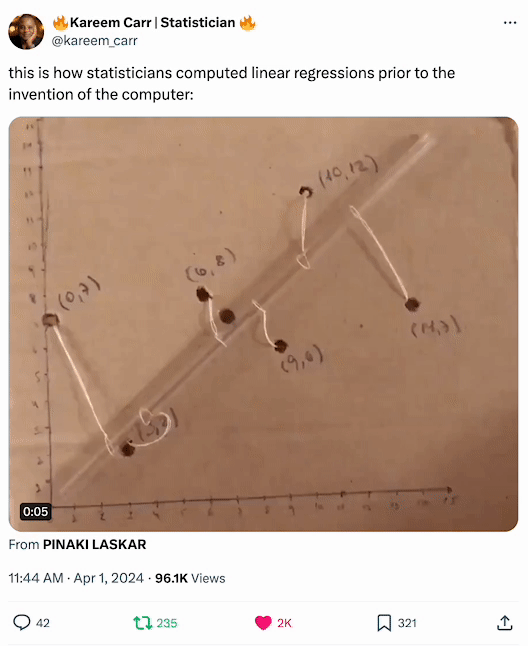 🔥Kareem Carr | Statistician 🔥
@kareem_carr
this is how statisticians computed linear regressions prior to the
invention of the computer:
(10,12)
(6,8)
(0,7)
(9,6)
0:05
From PINAKI LASKAR
11:44 AM · Apr 1, 2024 · 96.1K Views
42
235
2K
321